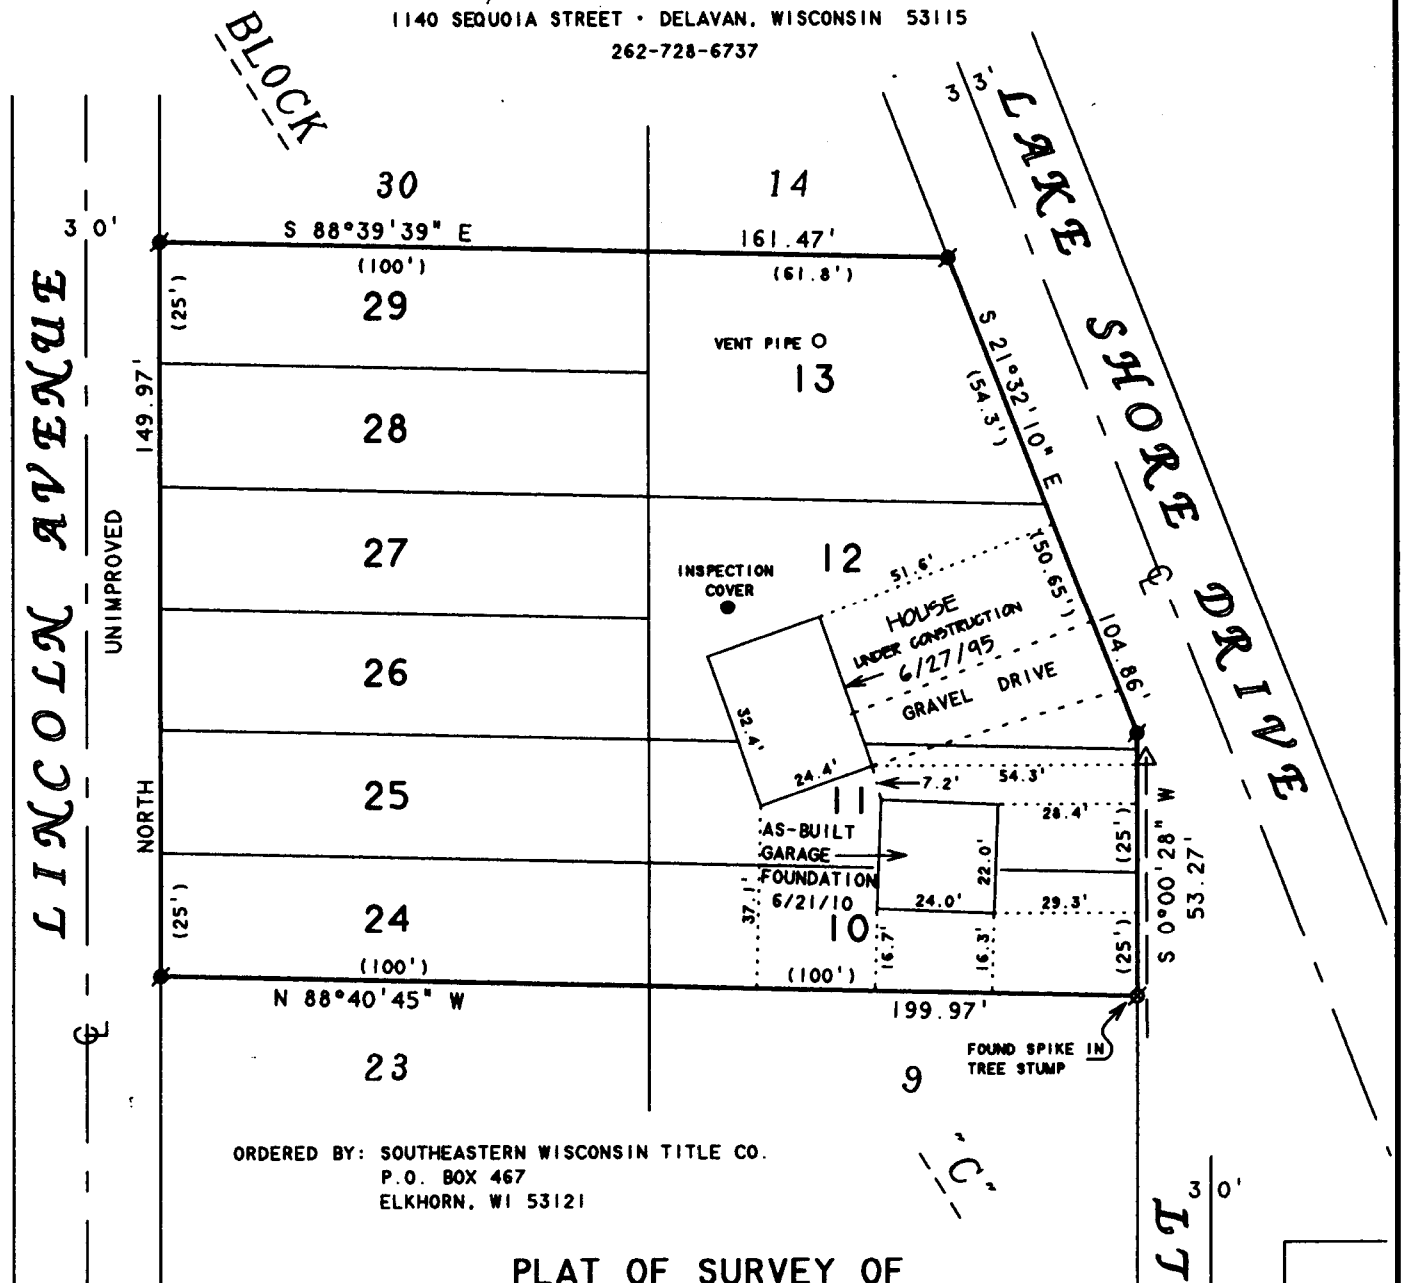 1140 SEQUOIA STREET • DELAVAN, WISCONSIN 53115
262-728-6737
BLOCK
33'
LAKE SHORE DRIVE
30'
30
14
S 88°39'39" E
161.47'
(100')
(61.8')
(25')
29
VENT PIPE
13
S 21°32'10" E
(54.3')
149.97'
28
LINCOLN AVENUE
UNIMPROVED
27
INSPECTION
COVER
12
51.6'
(50.65')
104.86'
HOUSE
UNDER CONSTRUCTION
6/27/95
GRAVEL DRIVE
26
32.4'
24.4'
7.2'
54.3'
NORTH
25
11
28.4'
(25')
S 0°00'28" W
53.27'
AS-BUILT
GARAGE
FOUNDATION
6/21/10
22.0'
24.0'
29.3'
37.1'
(25')
24
10
16.7'
16.3'
(25')
(100')
(100')
N 88°40'45" W
199.97'
FOUND SPIKE IN
TREE STUMP
23
9
ORDERED BY: SOUTHEASTERN WISCONSIN TITLE CO.
P.O. BOX 467
ELKHORN, WI 53121
"C"
30'
LT
PLAT OF SURVEY OF